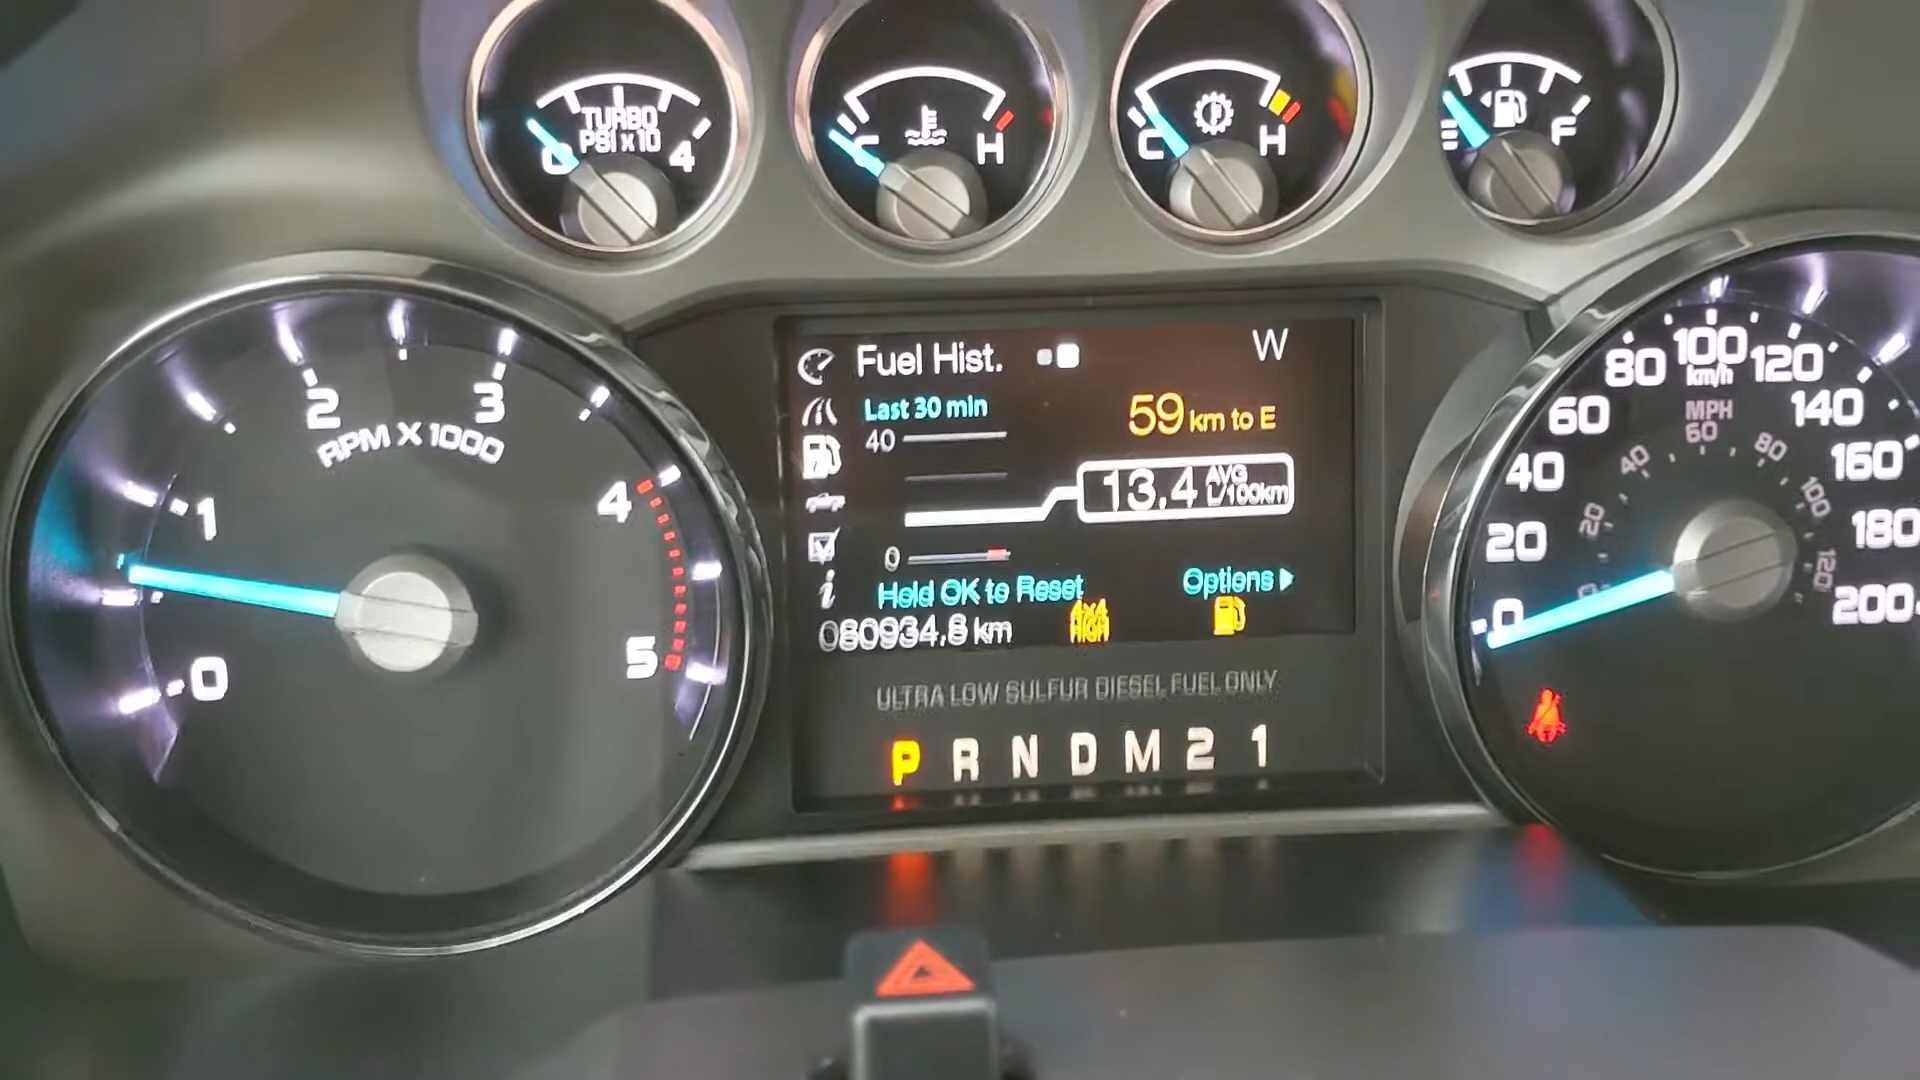 TURBO
PSI x 10
0 4
C H
C H
E F
Fuel Hist.
W
Last 30 min
40
59 km to E
13.4 AVG
L/100km
0
Hold OK to Reset
Options
080934.8 km
4x4
HIGH
ULTRA LOW SULFUR DIESEL FUEL ONLY
P R N D M 2 1
0 1 2 3 4 5
RPM X 1000
0 20 40 60 80 100 120 140 160 180 200
km/h
MPH
0 20 40 60 80 100 120